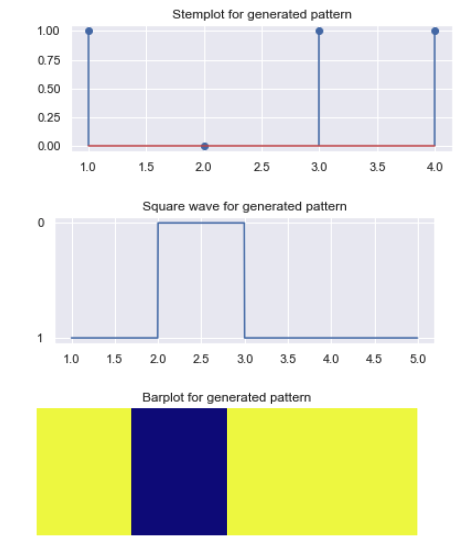 Stemplot for generated pattern
1.00
0.75
0.50
0.25
0.00
1.0 1.5 2.0 2.5 3.0 3.5 4.0
Square wave for generated pattern
0
1
1.0 1.5 2.0 2.5 3.0 3.5 4.0 4.5 5.0
Barplot for generated pattern